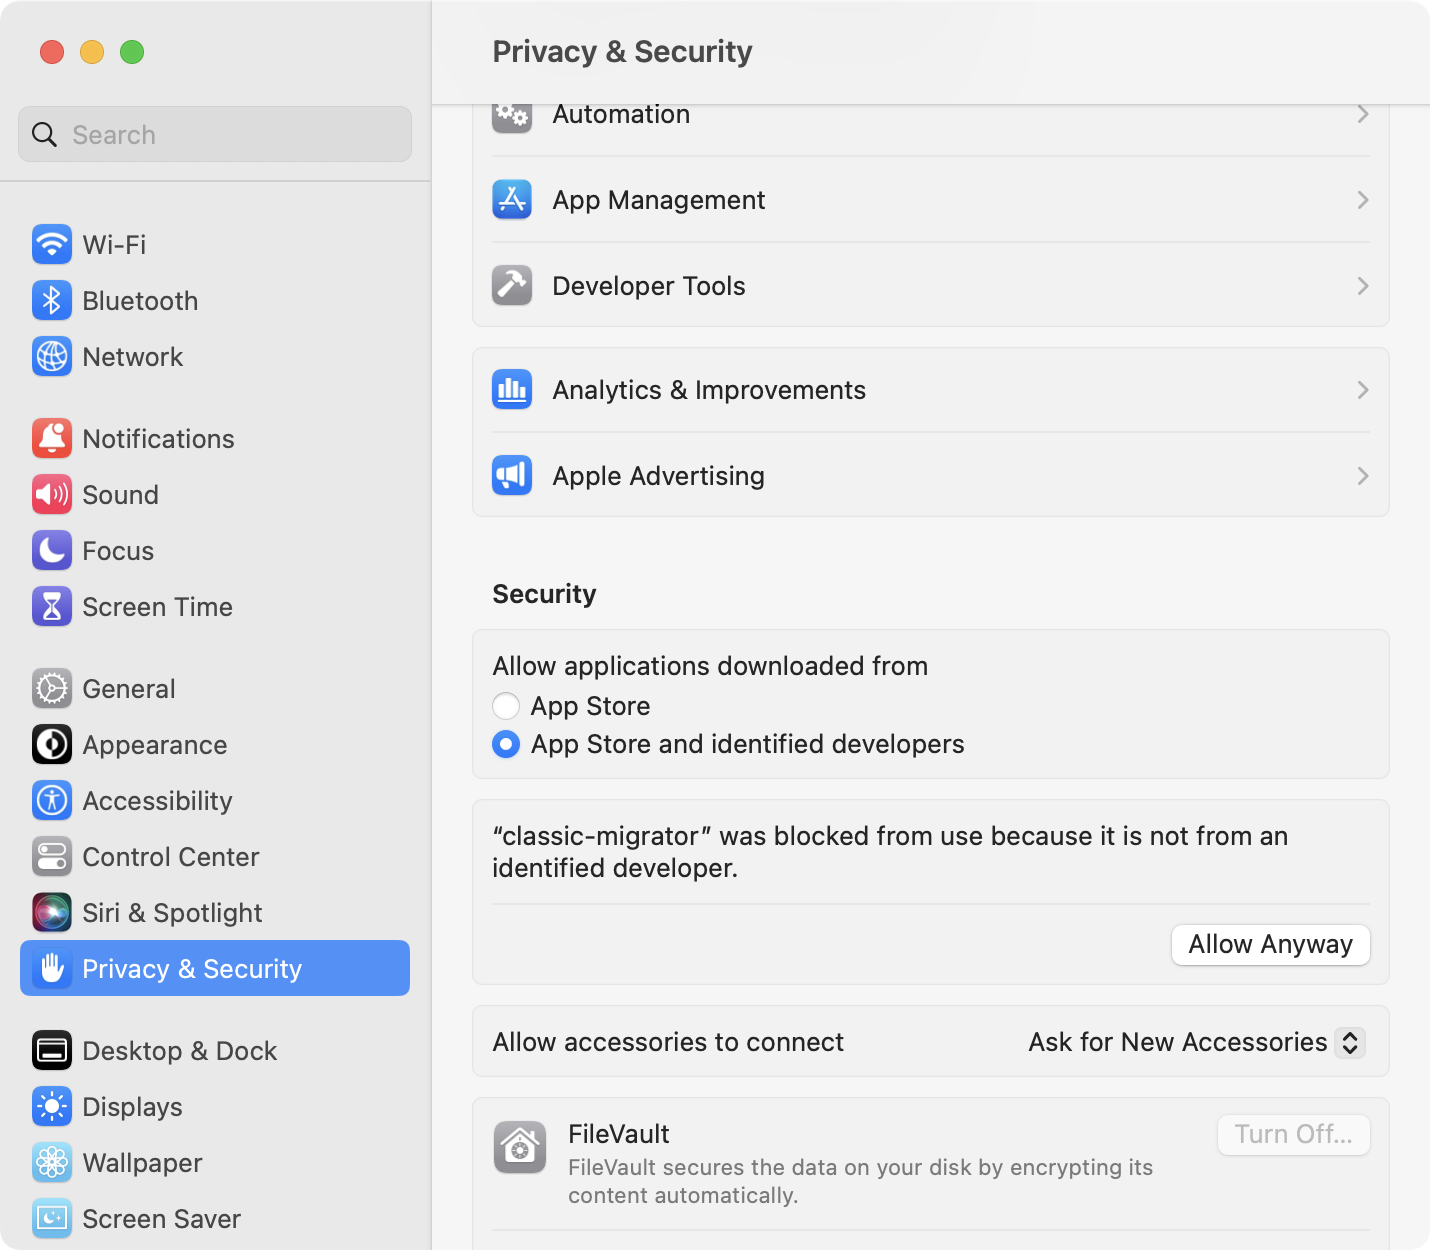 Search
Wi-Fi
Bluetooth
Network
Notifications
Sound
Focus
Screen Time
General
Appearance
Accessibility
Control Center
Siri & Spotlight
Privacy & Security
Desktop & Dock
Displays
Wallpaper
Screen Saver
Privacy & Security
Automation
App Management
Developer Tools
Analytics & Improvements
Apple Advertising
Security
Allow applications downloaded from
App Store
App Store and identified developers
“classic-migrator” was blocked from use because it is not from an
identified developer.
Allow Anyway
Allow accessories to connect
Ask for New Accessories
FileVault
Turn Off...
FileVault secures the data on your disk by encrypting its
content automatically.